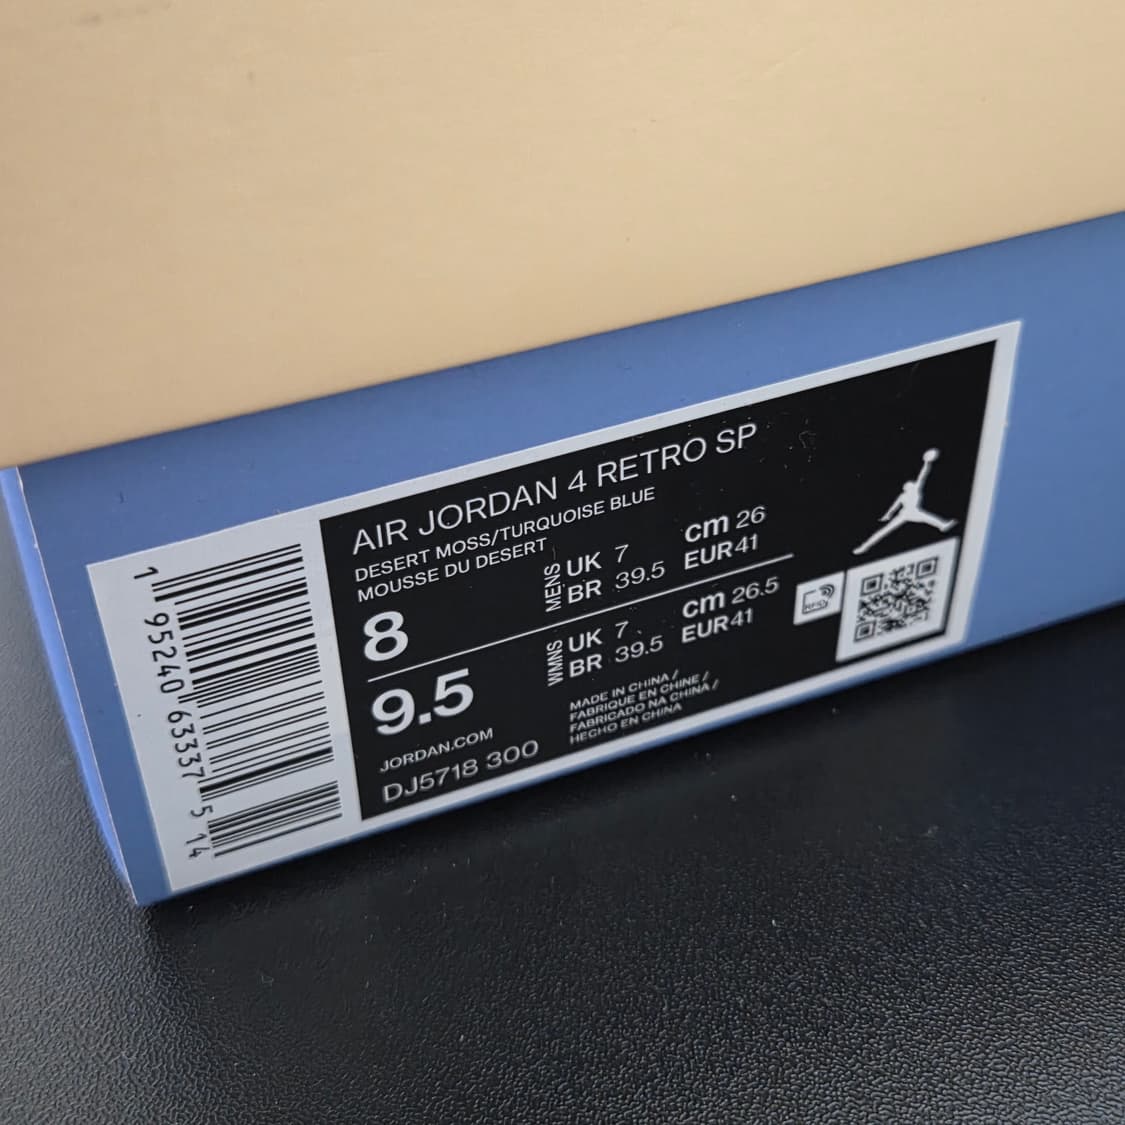 AIR JORDAN 4 RETRO SP
DESERT MOSS/TURQUOISE BLUE
MOUSSE DU DESERT
8
MENS
UK 7
BR 39.5
cm 26
EUR 41
9.5
WMNS
UK 7
BR 39.5
cm 26.5
EUR 41
JORDAN.COM
DJ5718 300
MADE IN CHINA /
FABRIQUE EN CHINE /
FABRICADO NA CHINA /
HECHO EN CHINA
RFID
1 95240 63337 5 14